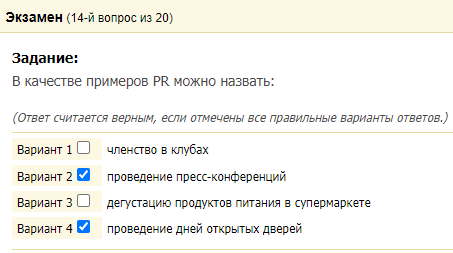 Экзамен (14-й вопрос из 20)
Задание:
В качестве примеров PR можно назвать:
(Ответ считается верным, если отмечены все правильные варианты ответов.)
Вариант 1 членство в клубах
Вариант 2 проведение пресс-конференций
Вариант 3 дегустацию продуктов питания в супермаркете
Вариант 4 проведение дней открытых дверей